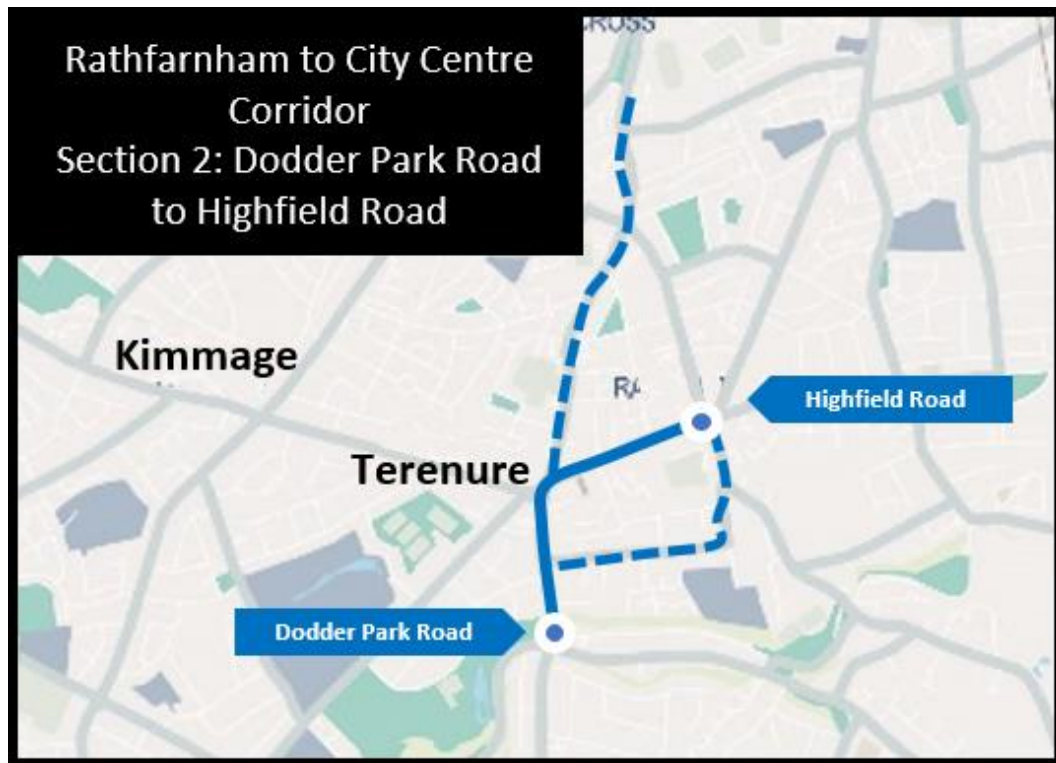 Rathfarnham to City Centre
Corridor
Section 2: Dodder Park Road
to Highfield Road
Kimmage
Highfield Road
Terenure
Dodder Park Road